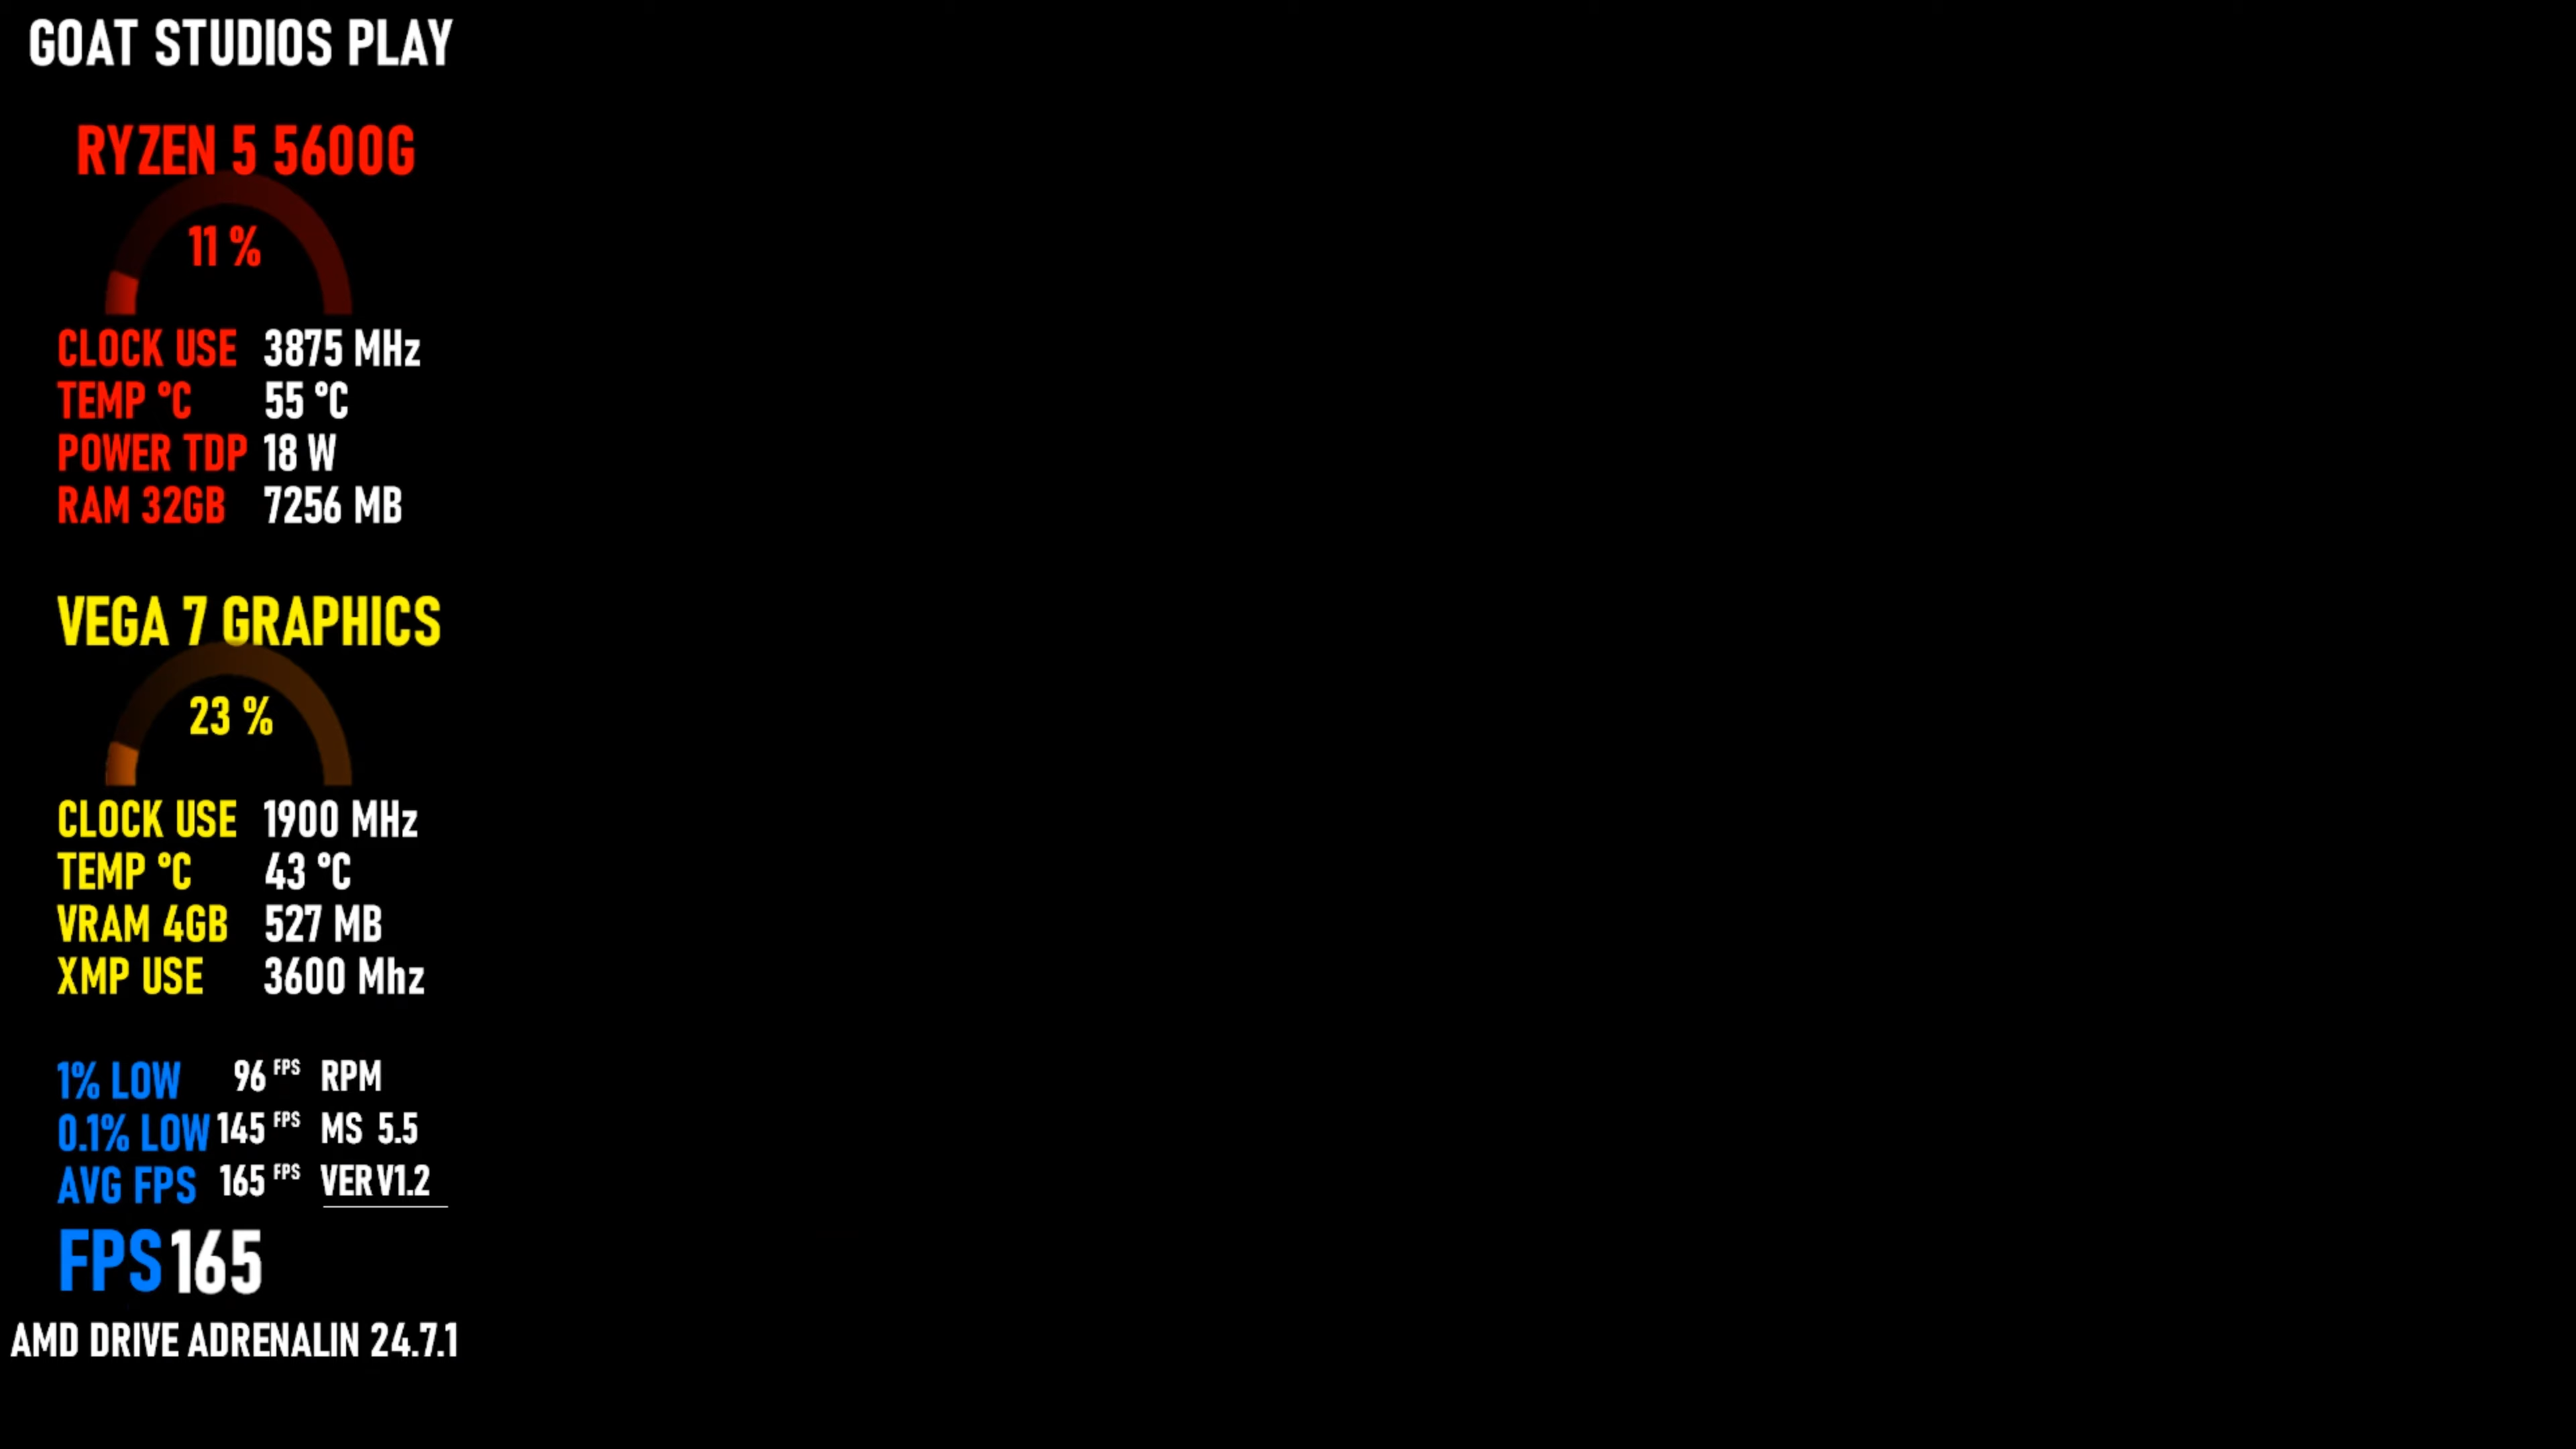 GOAT STUDIOS PLAY
RYZEN 5 5600G
11 %
CLOCK USE 3875 MHz
TEMP °C 55 °C
POWER TDP 18 W
RAM 32GB 7256 MB
VEGA 7 GRAPHICS
23 %
CLOCK USE 1900 MHz
TEMP °C 43 °C
VRAM 4GB 527 MB
XMP USE 3600 Mhz
1% LOW 96 FPS RPM
0.1% LOW 145 FPS MS 5.5
AVG FPS 165 FPS VER V1.2
FPS 165
AMD DRIVE ADRENALIN 24.7.1